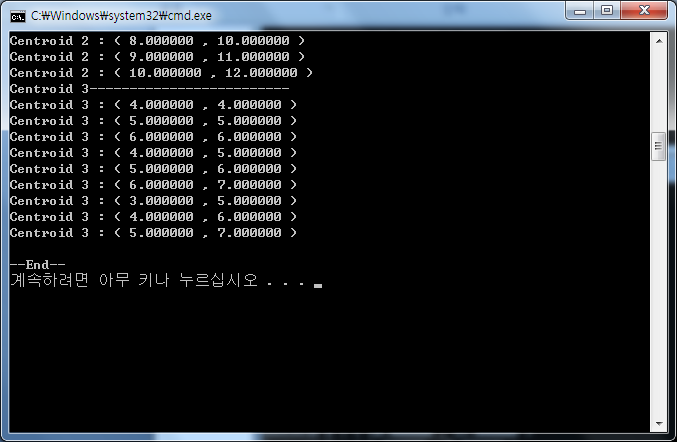 C:₩Windows₩system32₩cmd.exe
Centroid 2 : ( 8.000000 , 10.000000 )
Centroid 2 : ( 9.000000 , 11.000000 )
Centroid 2 : ( 10.000000 , 12.000000 )
Centroid 3-------------------------
Centroid 3 : ( 4.000000 , 4.000000 )
Centroid 3 : ( 5.000000 , 5.000000 )
Centroid 3 : ( 6.000000 , 6.000000 )
Centroid 3 : ( 4.000000 , 5.000000 )
Centroid 3 : ( 5.000000 , 6.000000 )
Centroid 3 : ( 6.000000 , 7.000000 )
Centroid 3 : ( 3.000000 , 5.000000 )
Centroid 3 : ( 4.000000 , 6.000000 )
Centroid 3 : ( 5.000000 , 7.000000 )
--End--
계속하려면 아무 키나 누르십시오 . . .